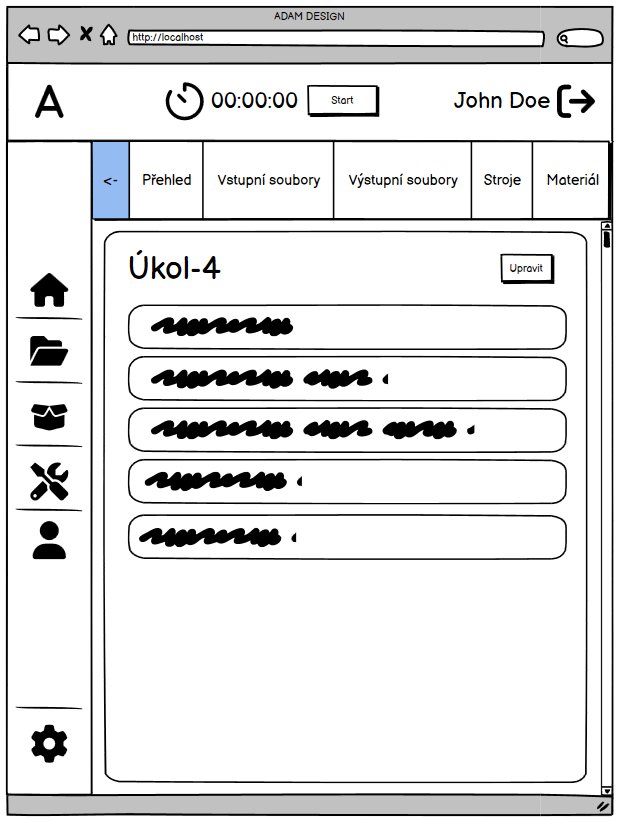 ADAM DESIGN
http://localhost
A 00:00:00 Start John Doe
<- Přehled Vstupní soubory Výstupní soubory Stroje Materiál
Úkol-4 Upravit